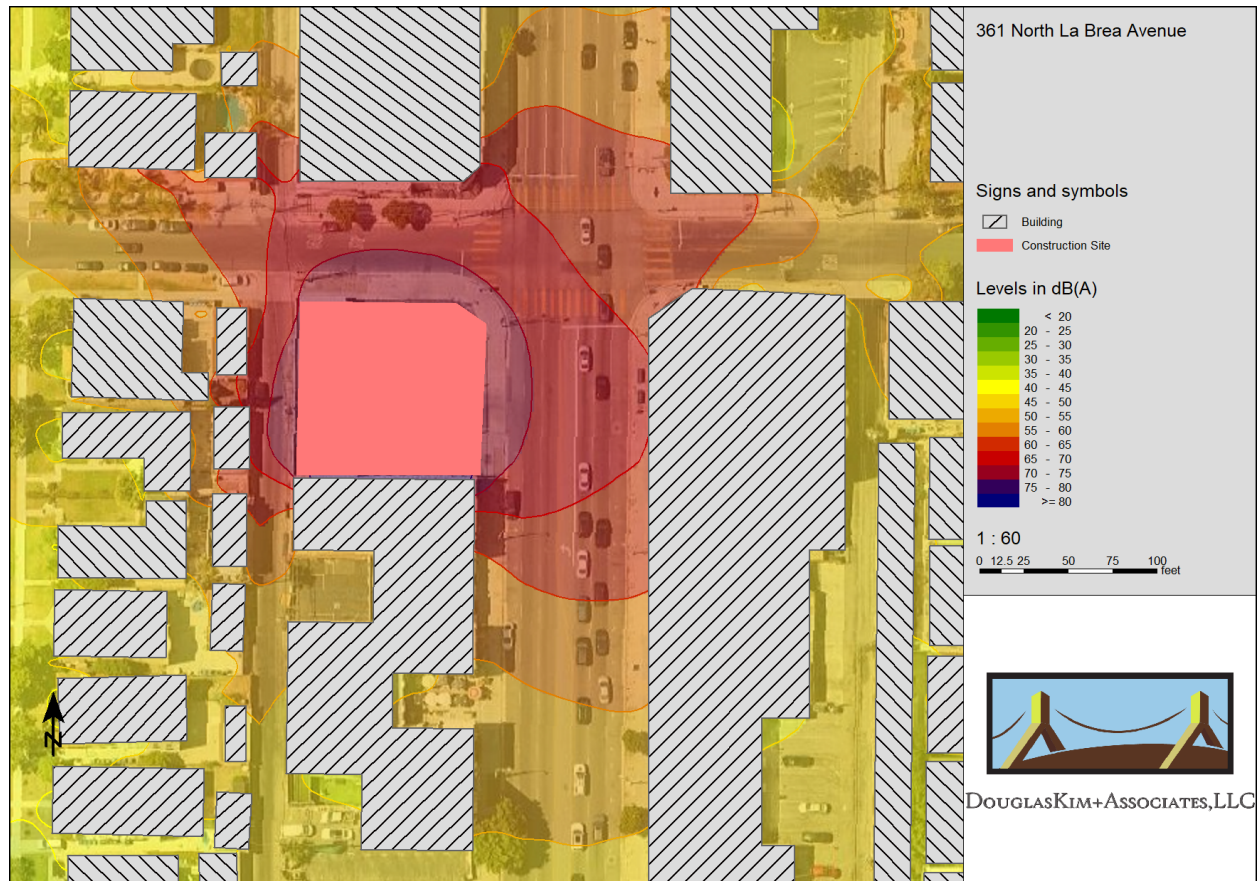 361 North La Brea Avenue
Signs and symbols
Building
Construction Site
Levels in dB(A)
< 20
20 - 25
25 - 30
30 - 35
35 - 40
40 - 45
45 - 50
50 - 55
55 - 60
60 - 65
65 - 70
70 - 75
75 - 80
>= 80
1 : 60
0 12.5 25 50 75 100
feet
N
DOUGLASKIM+ASSOCIATES,LLC